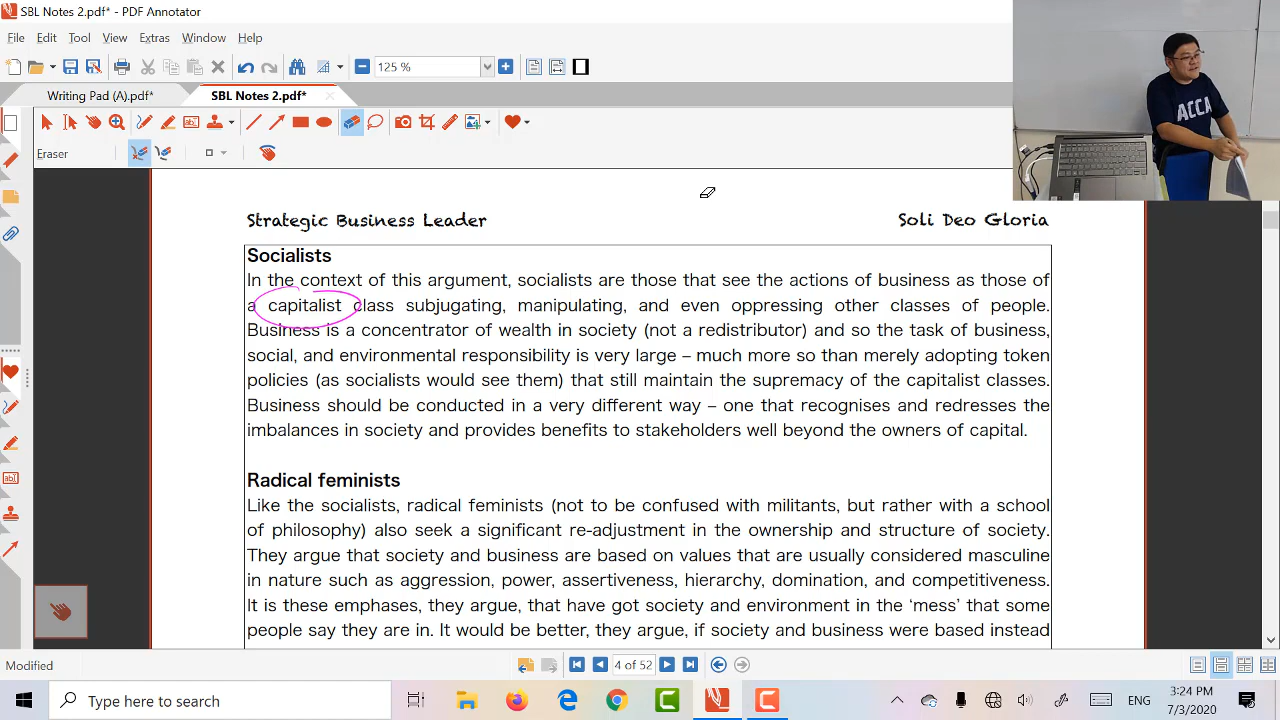 SBL Notes 2.pdf* - PDF Annotator
File Edit Tool View Extras Window Help
125 %
Writing Pad (A).pdf* SBL Notes 2.pdf*
Eraser
ACCA
Strategic Business Leader Soli Deo Gloria
Socialists
In the context of this argument, socialists are those that see the actions of business as those of
a capitalist class subjugating, manipulating, and even oppressing other classes of people.
Business is a concentrator of wealth in society (not a redistributor) and so the task of business,
social, and environmental responsibility is very large – much more so than merely adopting token
policies (as socialists would see them) that still maintain the supremacy of the capitalist classes.
Business should be conducted in a very different way – one that recognises and redresses the
imbalances in society and provides benefits to stakeholders well beyond the owners of capital.
Radical feminists
Like the socialists, radical feminists (not to be confused with militants, but rather with a school
of philosophy) also seek a significant re-adjustment in the ownership and structure of society.
They argue that society and business are based on values that are usually considered masculine
in nature such as aggression, power, assertiveness, hierarchy, domination, and competitiveness.
It is these emphases, they argue, that have got society and environment in the ‘mess’ that some
people say they are in. It would be better, they argue, if society and business were based instead
Modified 4 of 52
Type here to search ENG 3:24 PM
7/3/2020